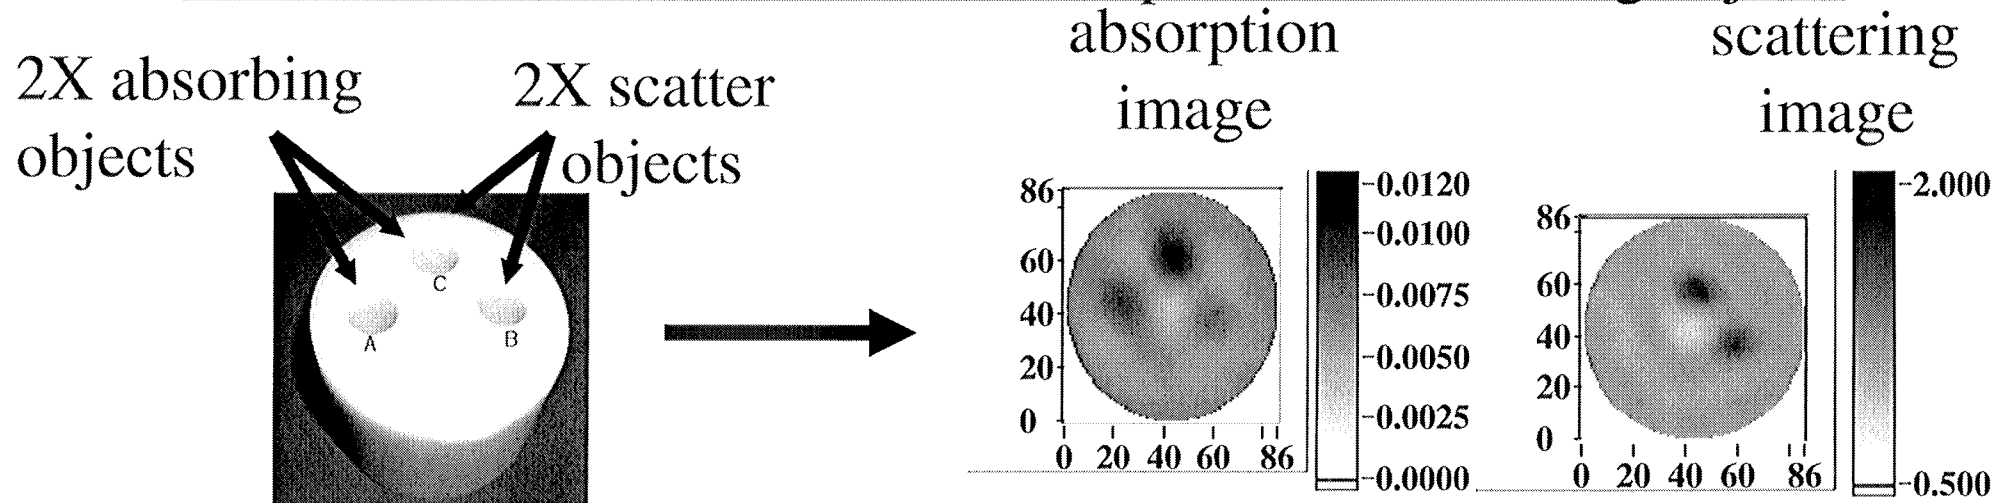 absorption
image
scattering
image
2X absorbing
objects
2X scatter
objects
C
A
B
86
60
40
20
0
0 20 40 60 86
0.0120
0.0100
0.0075
0.0050
0.0025
0.0000
86
60
40
20
0
0 20 40 60 86
2.000
0.500